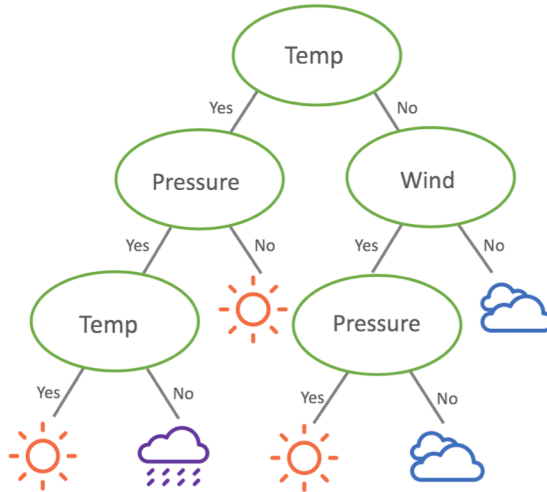 Temp
Yes
No
Pressure
Wind
Yes
No
Yes
No
Temp
Pressure
Yes
No
Yes
No